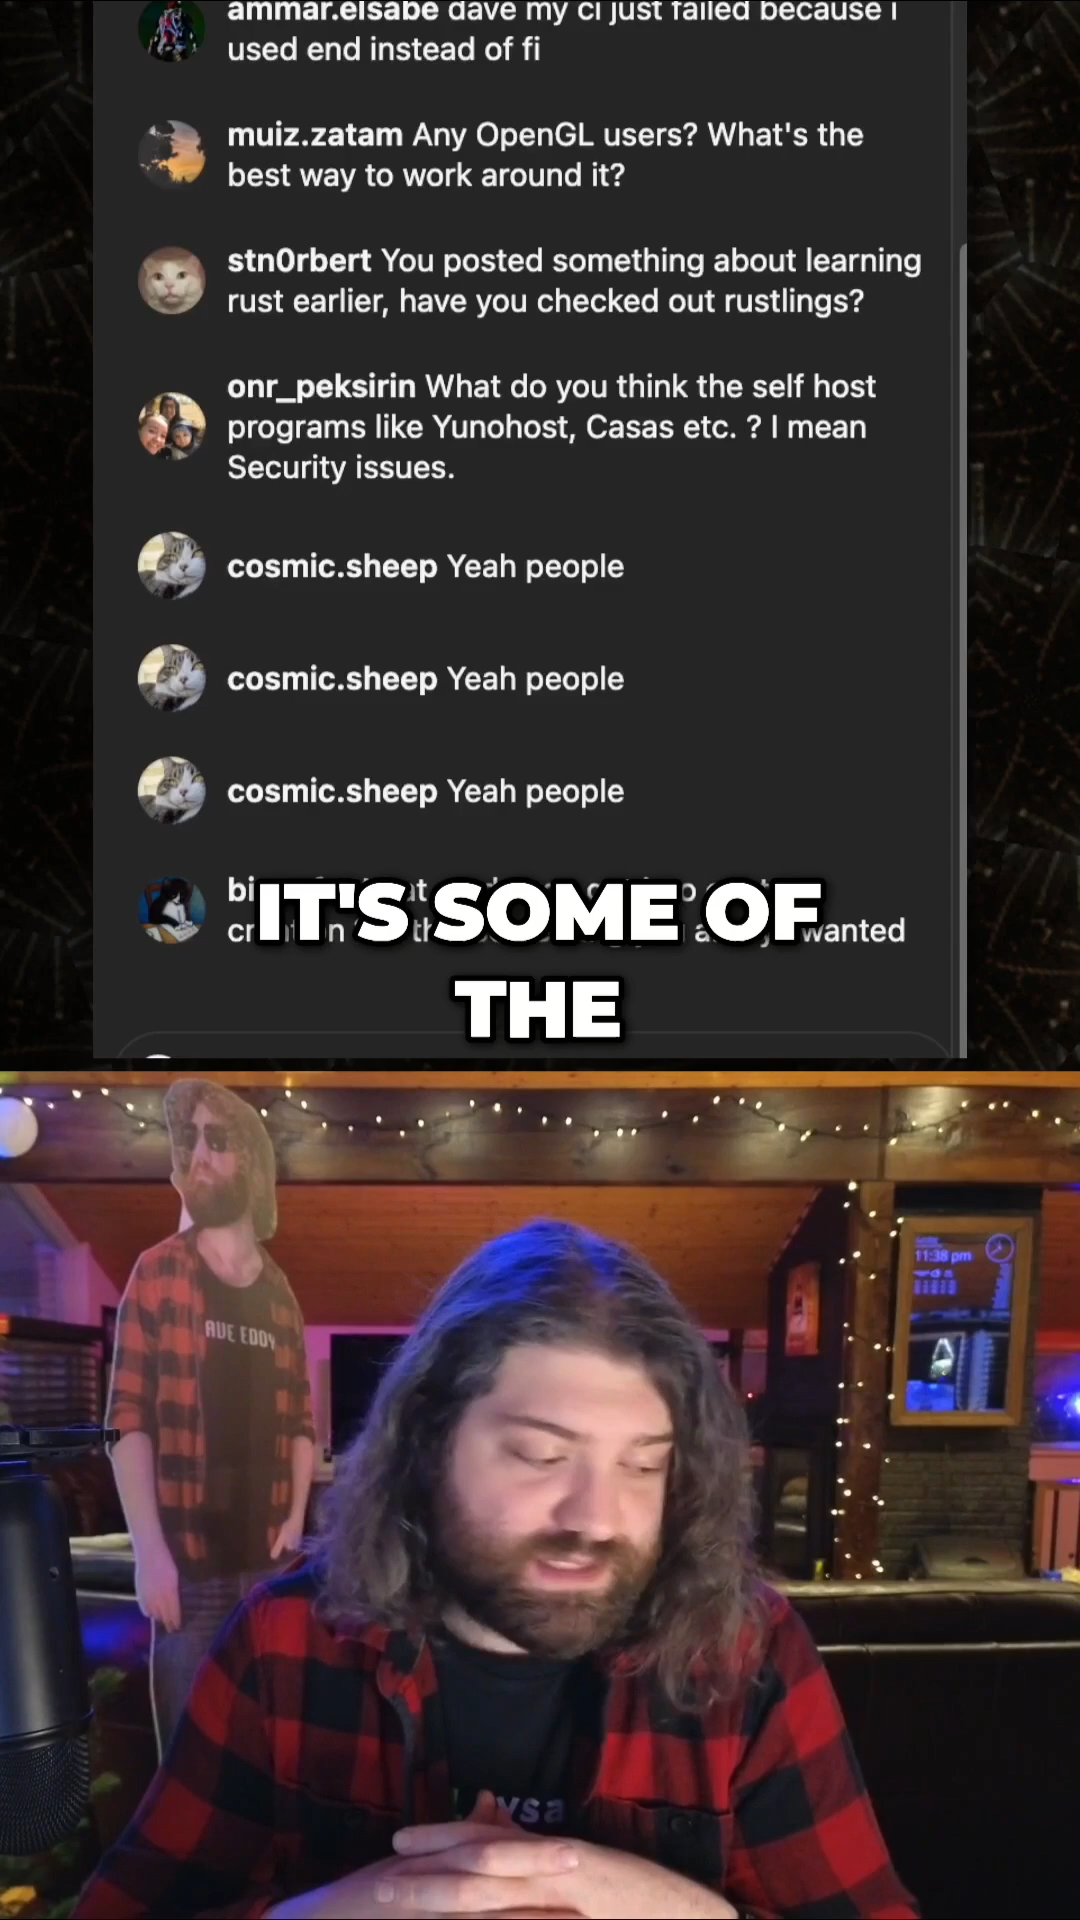 ammar.elsabe dave my ci just failed because i
used end instead of fi
muiz.zatam Any OpenGL users? What's the
best way to work around it?
stn0rbert You posted something about learning
rust earlier, have you checked out rustlings?
onr_peksirin What do you think the self host
programs like Yunohost, Casas etc. ? I mean
Security issues.
cosmic.sheep Yeah people
cosmic.sheep Yeah people
cosmic.sheep Yeah people
wanted
IT'S SOME OF
THE
AVE EDDY
11:38 pm
ysa